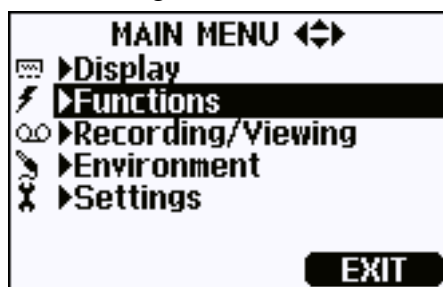 MAIN MENU
Display
Functions
Recording/Viewing
Environment
Settings
EXIT